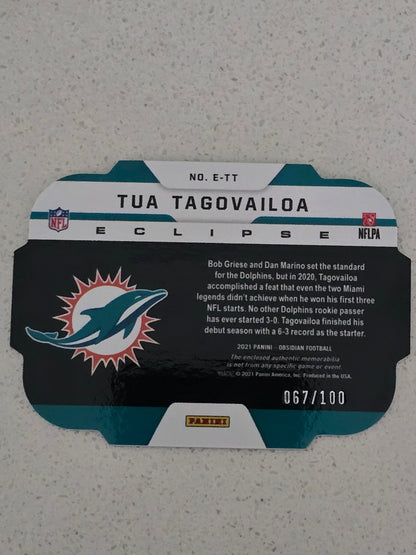 NO. E-TT
TUA TAGOVAILOA
NFL
NFLPA
ECLIPSE
Bob Griese and Dan Marino set the standard
for the Dolphins, but in 2020, Tagovailoa
accomplished a feat that even the two Miami
legends didn't achieve when he won his first three
NFL starts. No other Dolphins rookie passer
has ever started 3-0. Tagovailoa finished his
debut season with a 6-3 record as the starter.
2021 PANINI - OBSIDIAN FOOTBALL
The enclosed authentic memorabilia
is not from any specific game or event
© 2021 Panini America, Inc. Produced in the USA.
067/100
PANINI